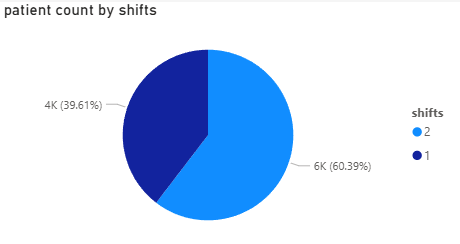 patient count by shifts
4K (39.61%)
6K (60.39%)
shifts
2
1